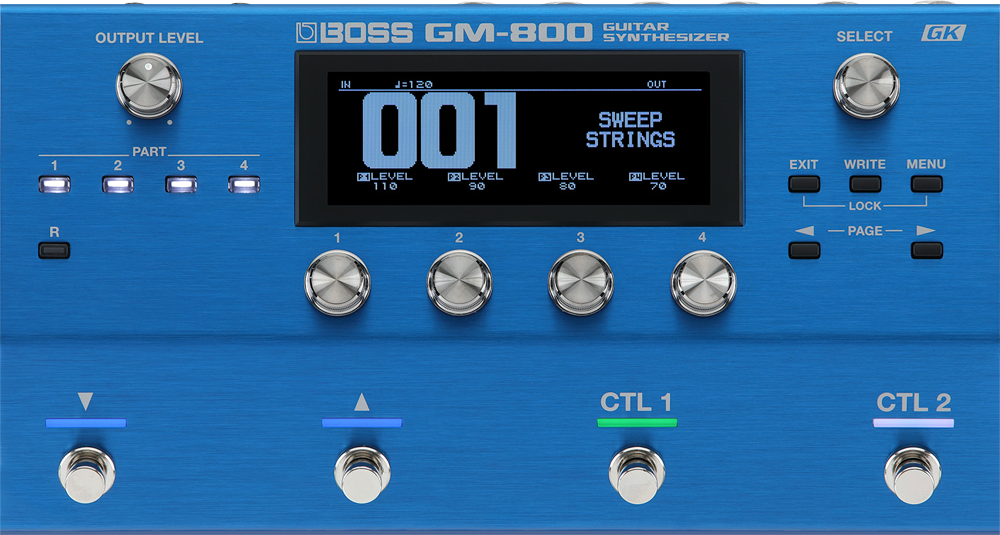 OUTPUT LEVEL
BOSS GM-800 GUITAR SYNTHESIZER
SELECT
GK
IN ♩=120 OUT
001
SWEEP
STRINGS
P1 LEVEL P2 LEVEL P3 LEVEL P4 LEVEL
110 90 80 70
PART
1 2 3 4
R
EXIT WRITE MENU
LOCK
◀ PAGE ▶
1 2 3 4
▼ ▲ CTL 1 CTL 2